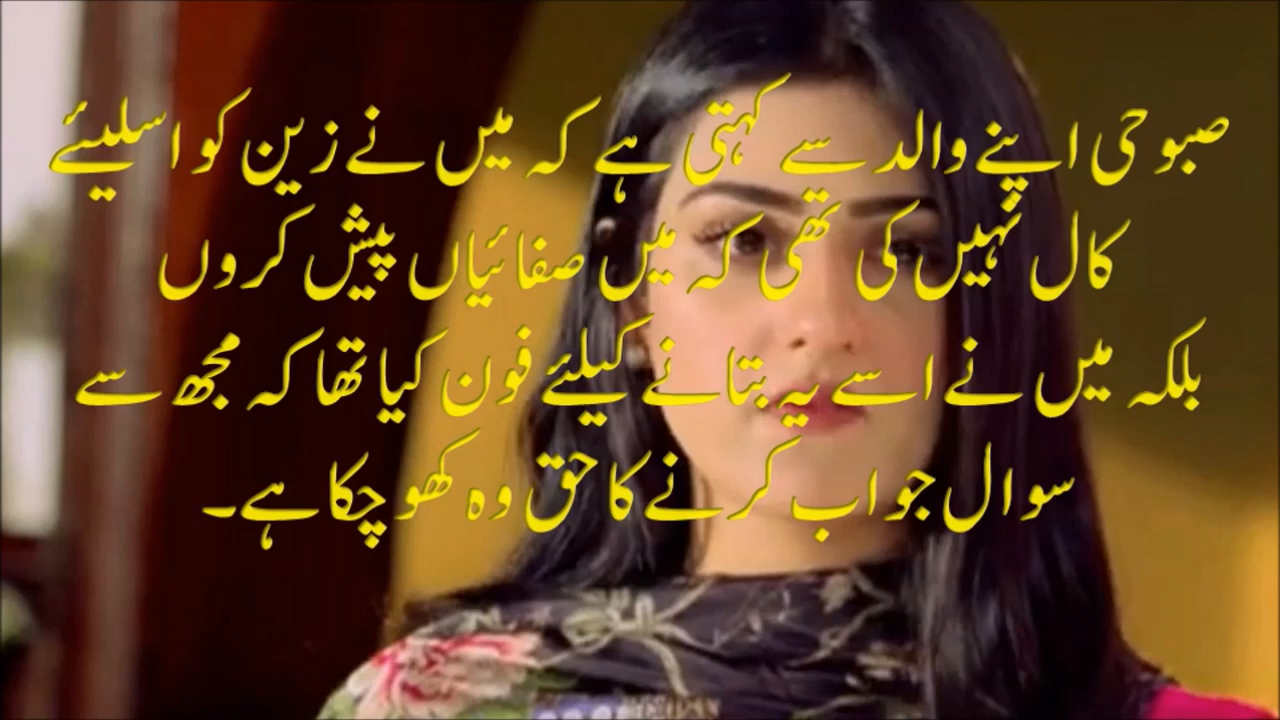 صبوحی اپنے والد سے کہتی ہے کہ میں نے زین کو اسلیئے
کال نہیں کی تھی کہ میں صفائیاں پیش کروں
بلکہ میں نے اسے یہ بتانے کیلئے فون کیا تھا کہ مجھ سے
سوال جواب کرنے کا حق وہ کھو چکا ہے۔